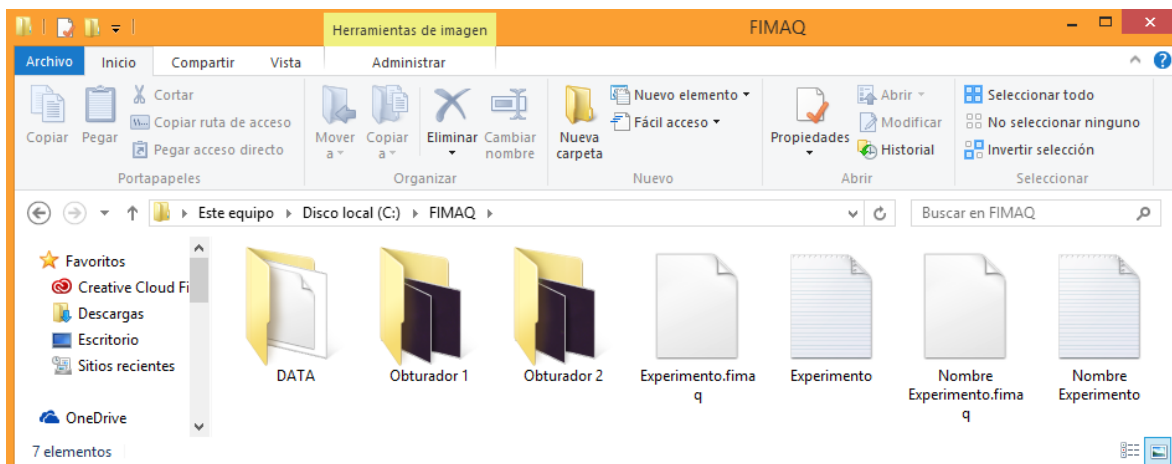 Herramientas de imagen
FIMAQ
Archivo
Inicio
Compartir
Vista
Administrar
Copiar
Pegar
Cortar
Copiar ruta de acceso
Pegar acceso directo
Portapapeles
Mover
a
Copiar
a
Eliminar
Cambiar
nombre
Organizar
Nueva
carpeta
Nuevo elemento
Fácil acceso
Nuevo
Propiedades
Abrir
Modificar
Historial
Abrir
Seleccionar todo
No seleccionar ninguno
Invertir selección
Seleccionar
Este equipo
Disco local (C:)
FIMAQ
Buscar en FIMAQ
Favoritos
Creative Cloud Fi
Descargas
Escritorio
Sitios recientes
OneDrive
DATA
Obturador 1
Obturador 2
Experimento.fima
q
Experimento
Nombre
Experimento.fima
q
Nombre
Experimento
7 elementos